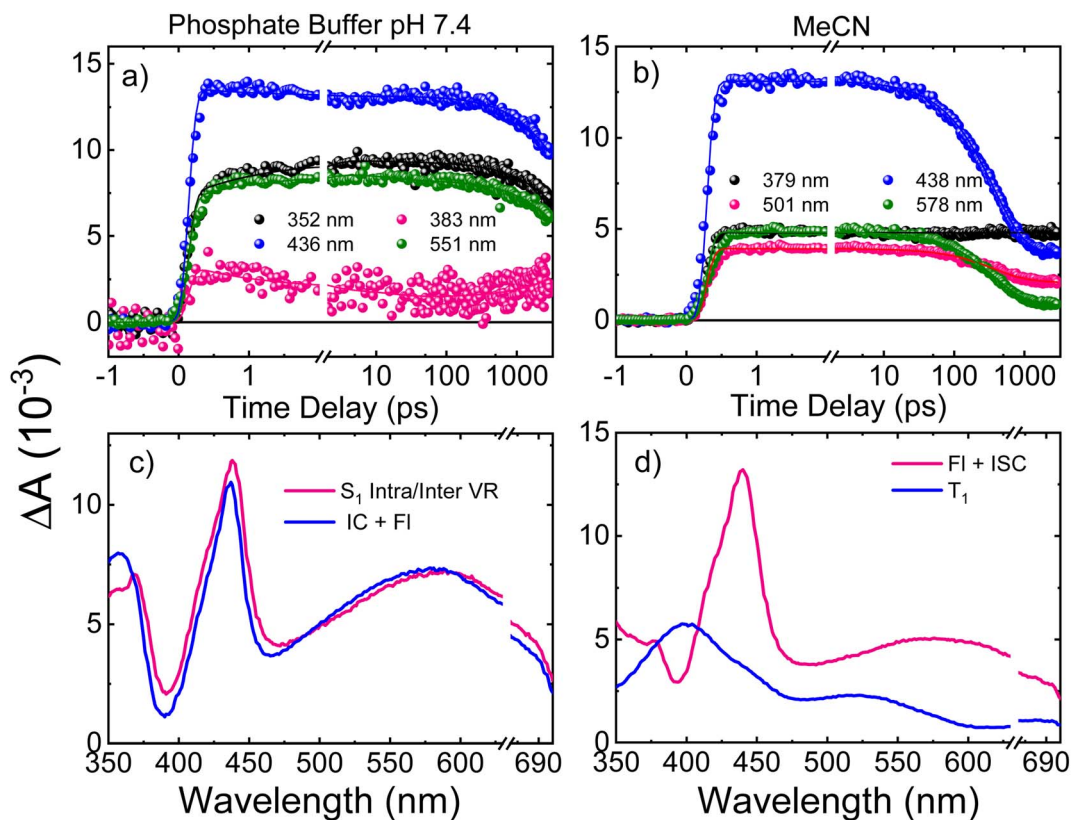 Phosphate Buffer pH 7.4
MeCN
ΔA (10⁻³)
15
10
5
0
a)
352 nm
383 nm
436 nm
551 nm
-1 0 1 10 100 1000
Time Delay (ps)
15
10
5
0
b)
379 nm
438 nm
501 nm
578 nm
-1 0 1 10 100 1000
Time Delay (ps)
10
5
0
c)
S₁ Intra/Inter VR
IC + Fl
350 400 450 500 550 600 690
Wavelength (nm)
15
10
5
0
d)
Fl + ISC
T₁
350 400 450 500 550 600 690
Wavelength (nm)